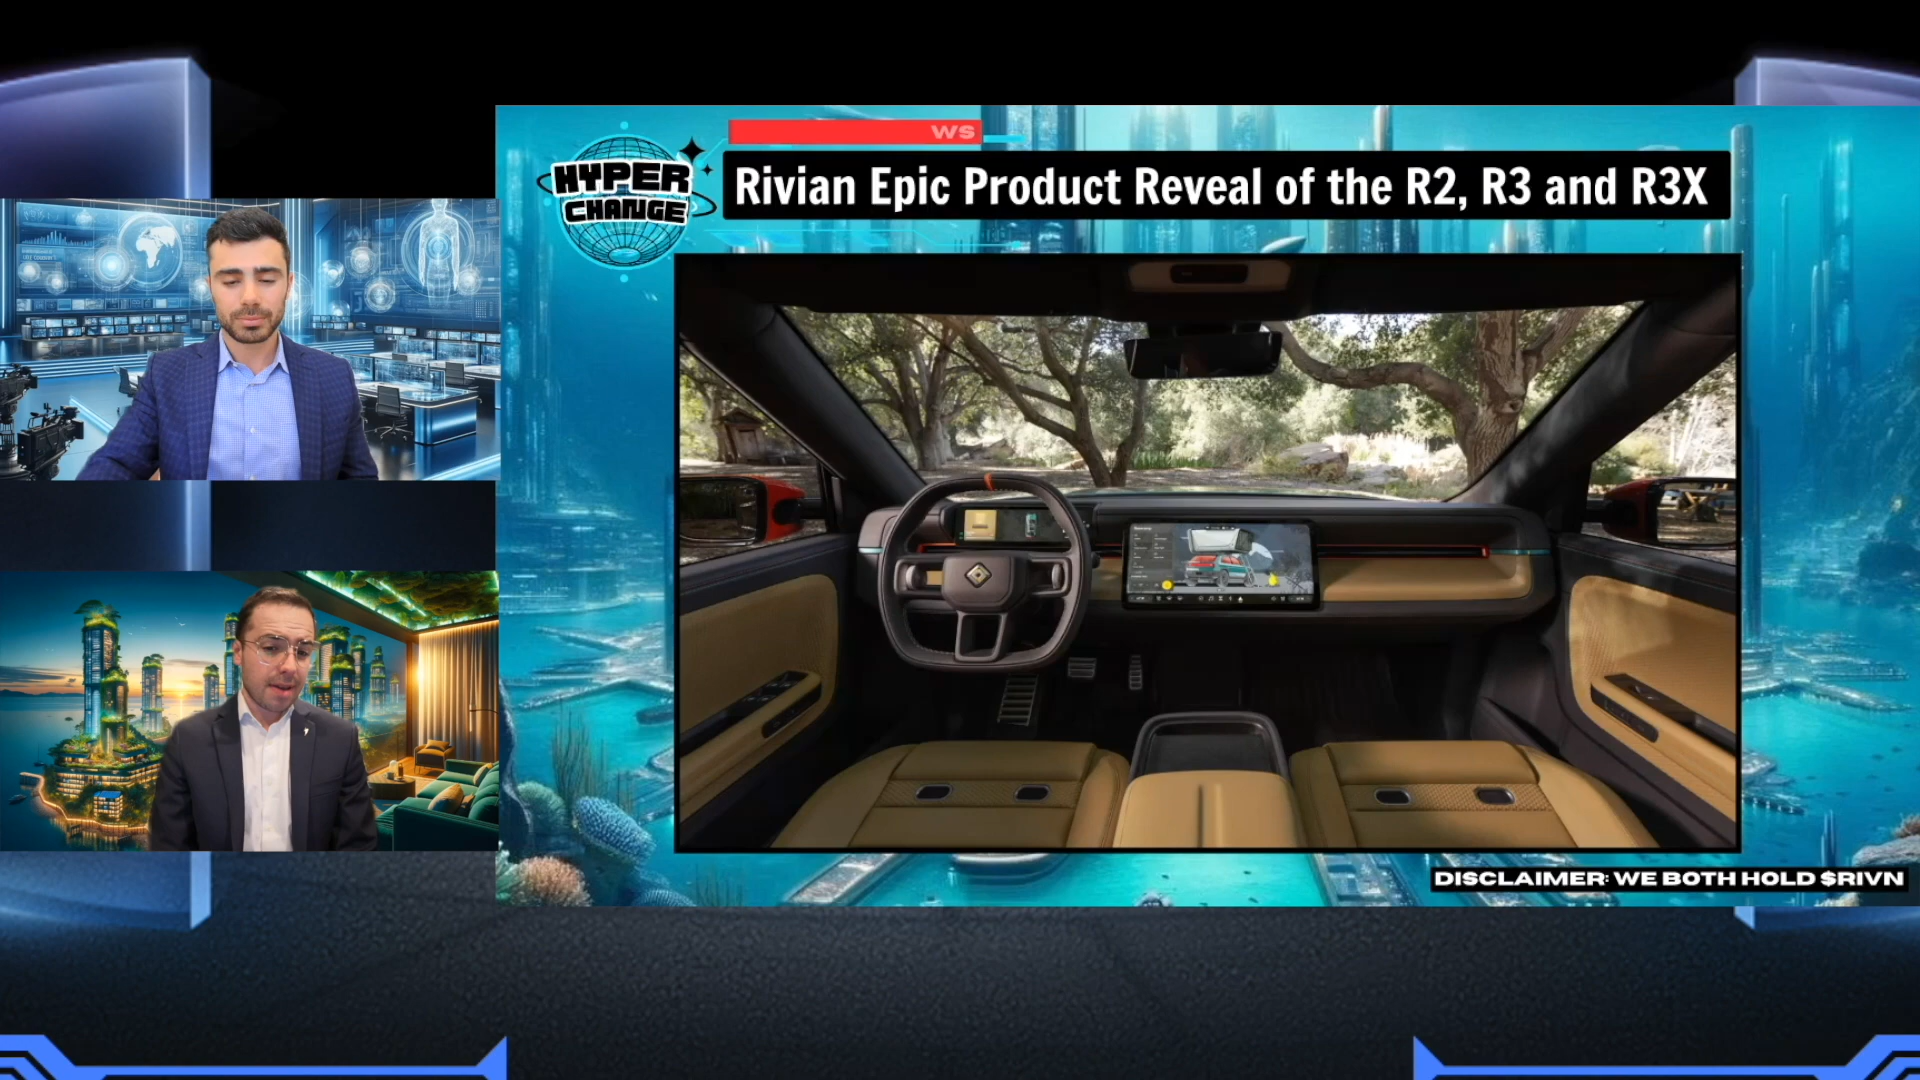 WS
HYPER
CHANGE
Rivian Epic Product Reveal of the R2, R3 and R3X
DISCLAIMER: WE BOTH HOLD $RIVN